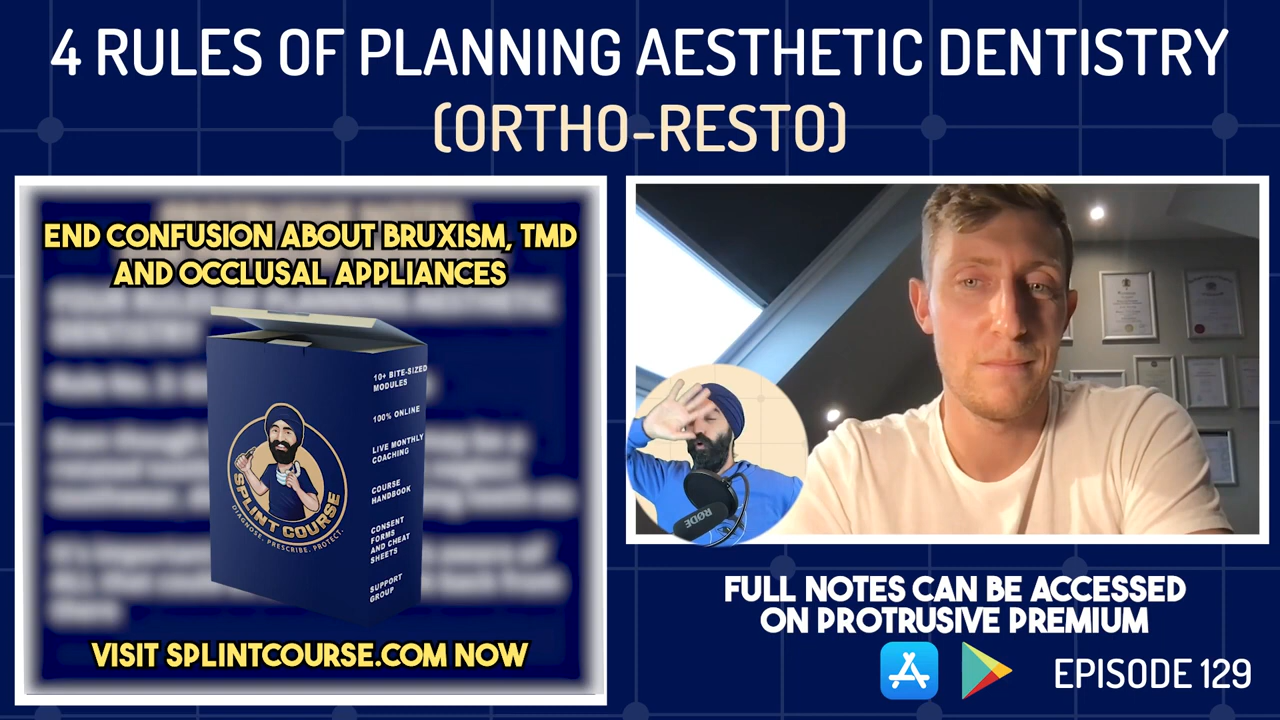 4 RULES OF PLANNING AESTHETIC DENTISTRY
(ORTHO-RESTO)
END CONFUSION ABOUT BRUXISM, TMD
AND OCCLUSAL APPLIANCES
10+ BITE-SIZED
MODULES
100% ONLINE
LIVE MONTHLY
COACHING
COURSE
HANDBOOK
CONSENT
FORMS
AND CHEAT
SHEETS
SUPPORT
GROUP
SPLINT COURSE
DIAGNOSE. PRESCRIBE. PROTECT.
VISIT SPLINTCOURSE.COM NOW
RØDE
FULL NOTES CAN BE ACCESSED
ON PROTRUSIVE PREMIUM
EPISODE 129